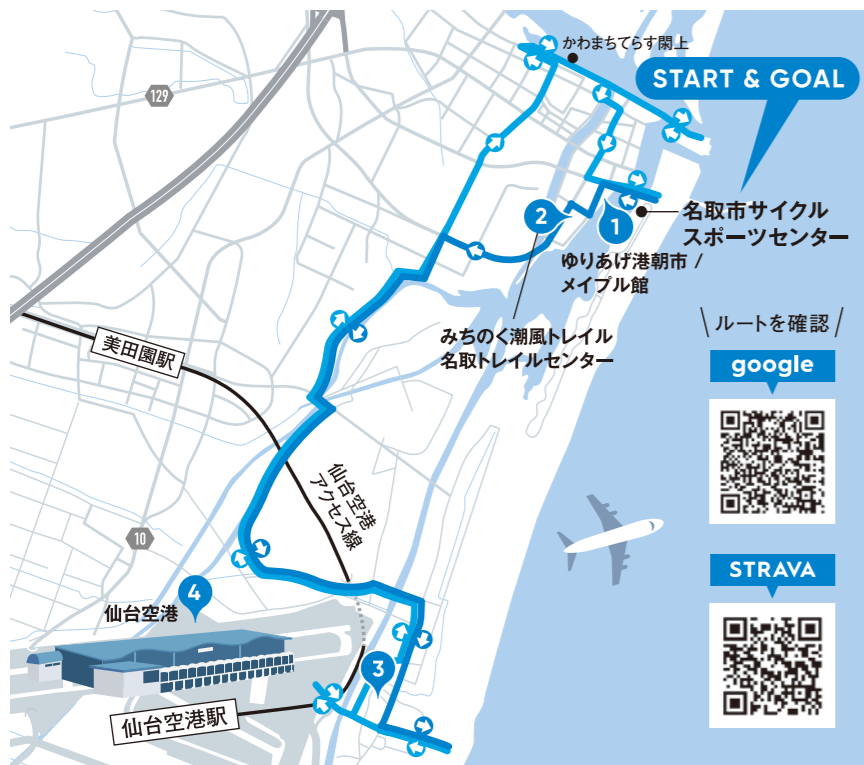 かわまちてらす閖上
START & GOAL
129
2
1
名取市サイクル
スポーツセンター
ゆりあげ港朝市 /
メイプル館
みちのく潮風トレイル
名取トレイルセンター
\ ルートを確認 /
google
美田園駅
仙台空港
アクセス線
10
STRAVA
4
仙台空港
3
仙台空港駅